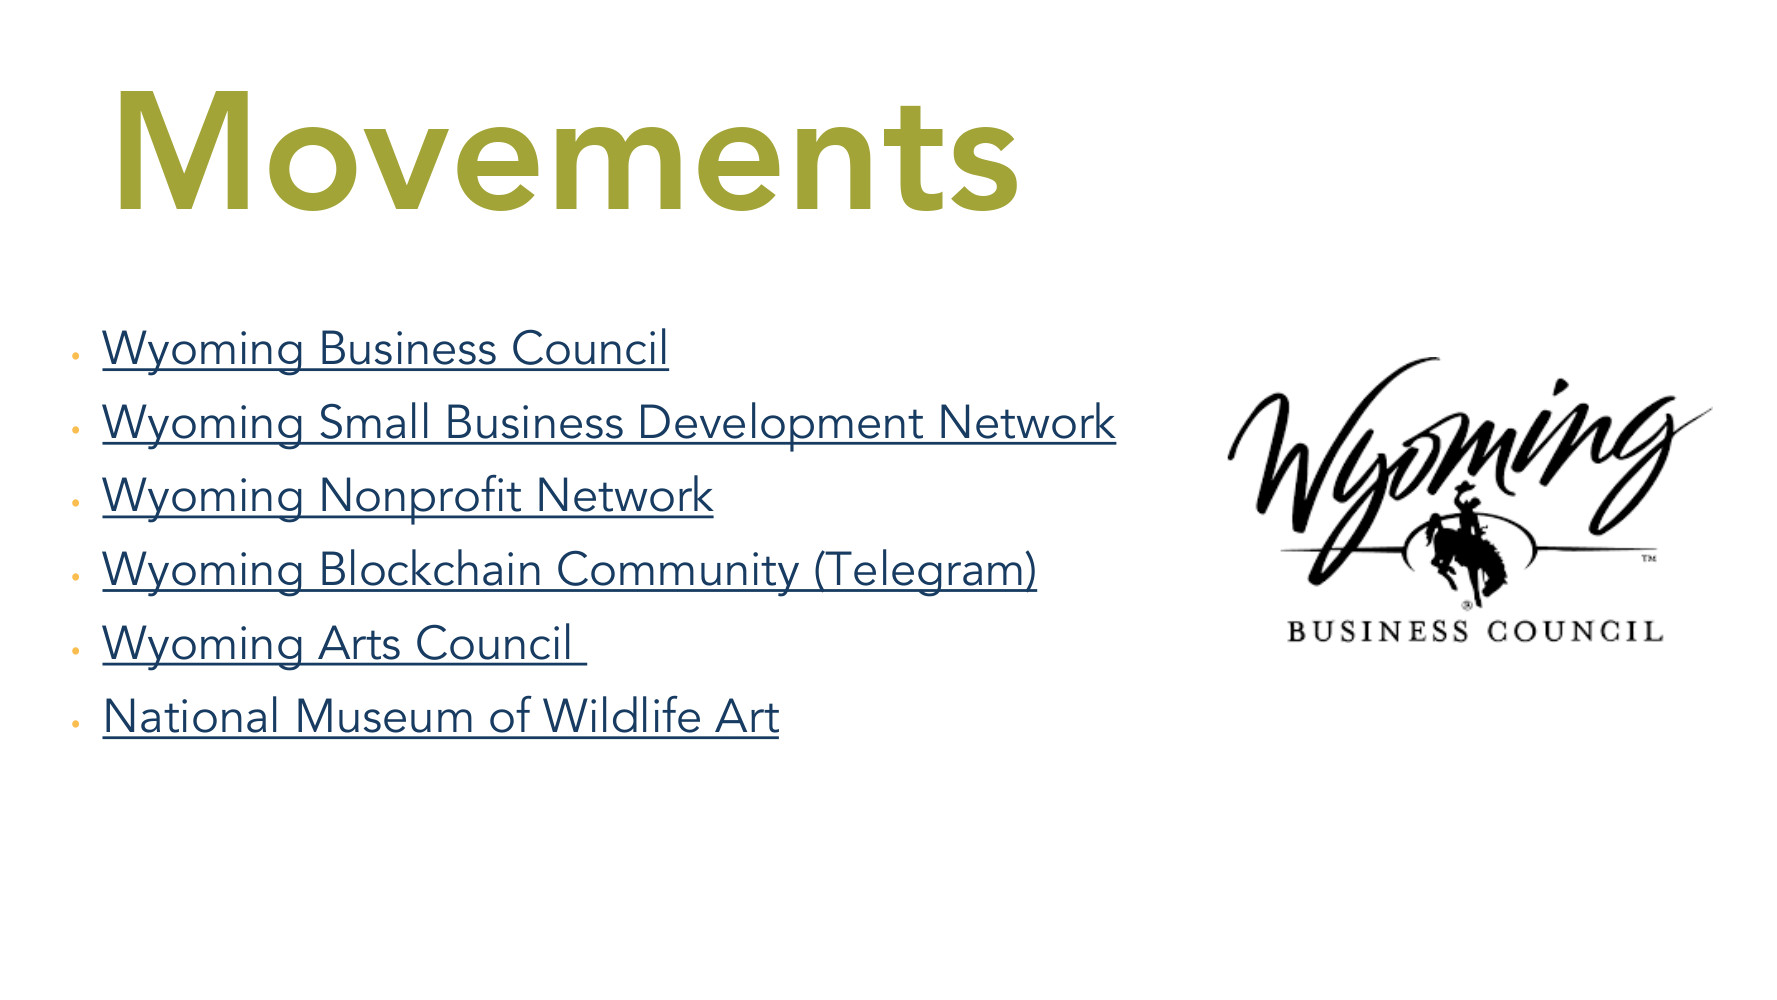 Movements
• Wyoming Business Council
• Wyoming Small Business Development Network
• Wyoming Nonprofit Network
• Wyoming Blockchain Community (Telegram)
• Wyoming Arts Council
• National Museum of Wildlife Art
Wyoming
™
®
BUSINESS COUNCIL